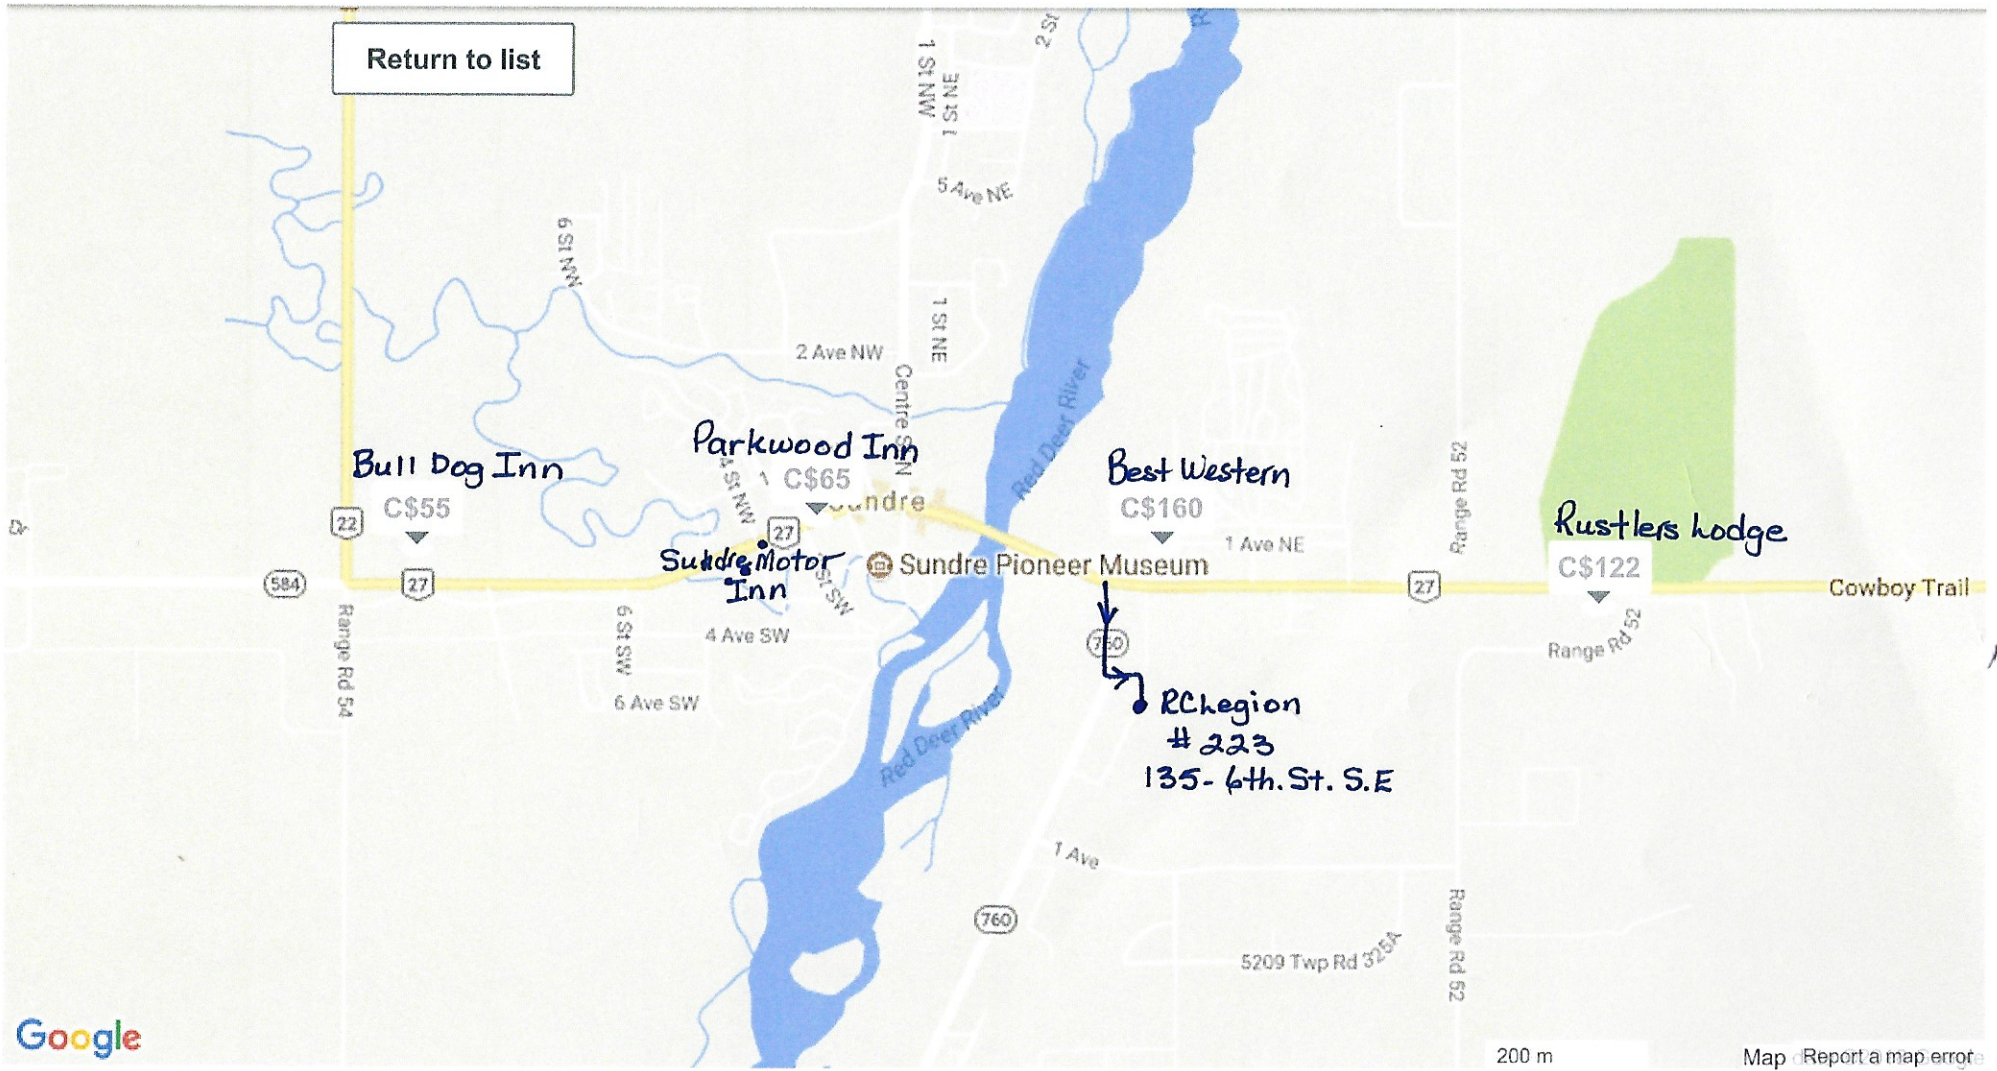 Return to list
1 St NW
1 St NE
2 St
5 Ave NE
6 St NW
1 St NE
2 Ave NW
Centre S N
Red Deer River
Parkwood Inn
C$65
Bull Dog Inn
C$55
4 St NW
Sundre
Best Western
C$160
Range Rd 52
Rustlers Lodge
C$122
22
27
1 Ave NE
Sundre Motor
Inn
St SW
Sundre Pioneer Museum
584
27
27
Cowboy Trail
Range Rd 54
6 St SW
4 Ave SW
760
Range Rd 52
6 Ave SW
Red Deer River
RC Legion
# 223
135- 6th. St. S.E
1 Ave
760
Range Rd 52
5209 Twp Rd 325A
Google
200 m
Map
Report a map error